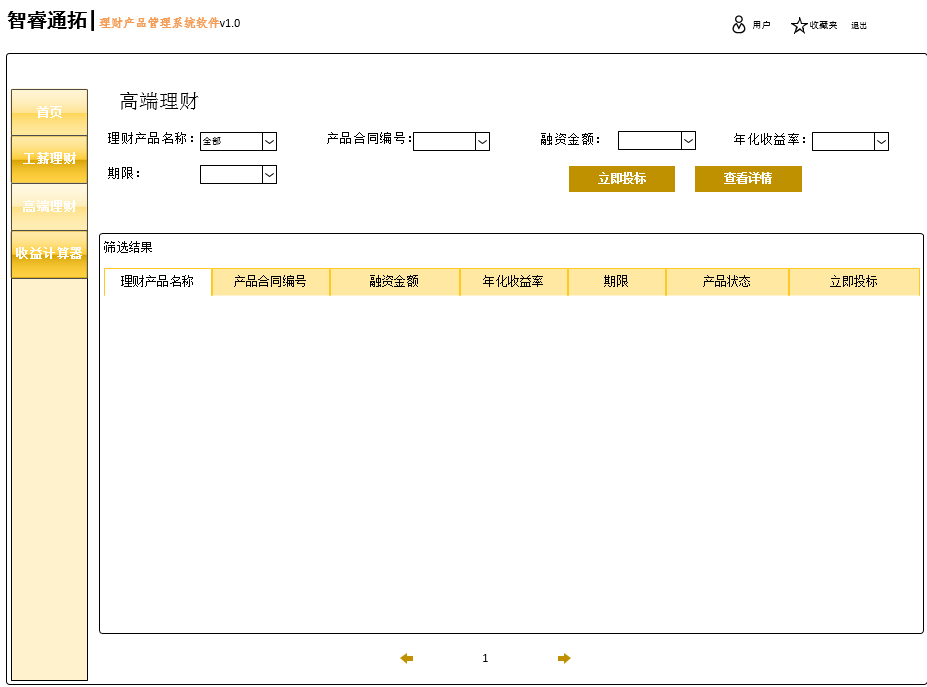 智睿通拓 理财产品管理系统软件v1.0 用户 收藏夹 退出
首页
工薪理财
高端理财
收益计算器
高端理财
理财产品名称： 全部 产品合同编号： 融资金额： 年化收益率：
期限：
立即投标 查看详情
筛选结果
理财产品名称 产品合同编号 融资金额 年化收益率 期限 产品状态 立即投标
1